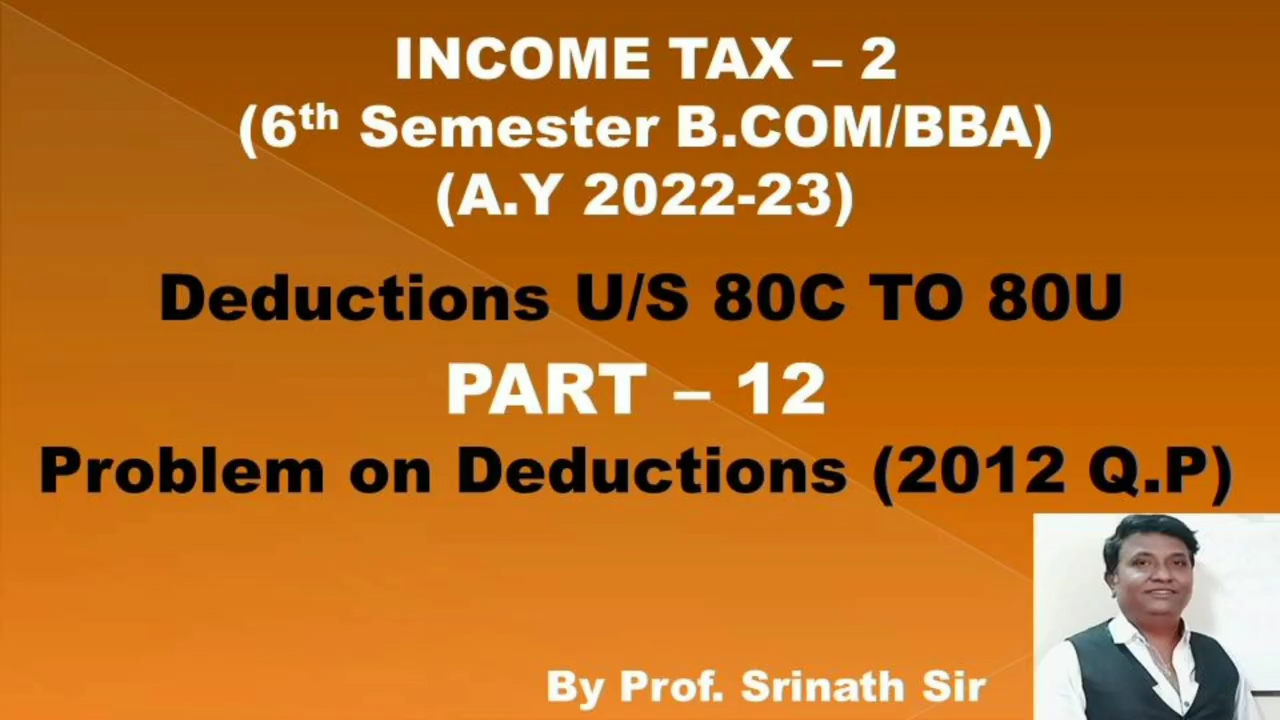 INCOME TAX – 2
(6th Semester B.COM/BBA)
(A.Y 2022-23)
Deductions U/S 80C TO 80U
PART – 12
Problem on Deductions (2012 Q.P)
By Prof. Srinath Sir